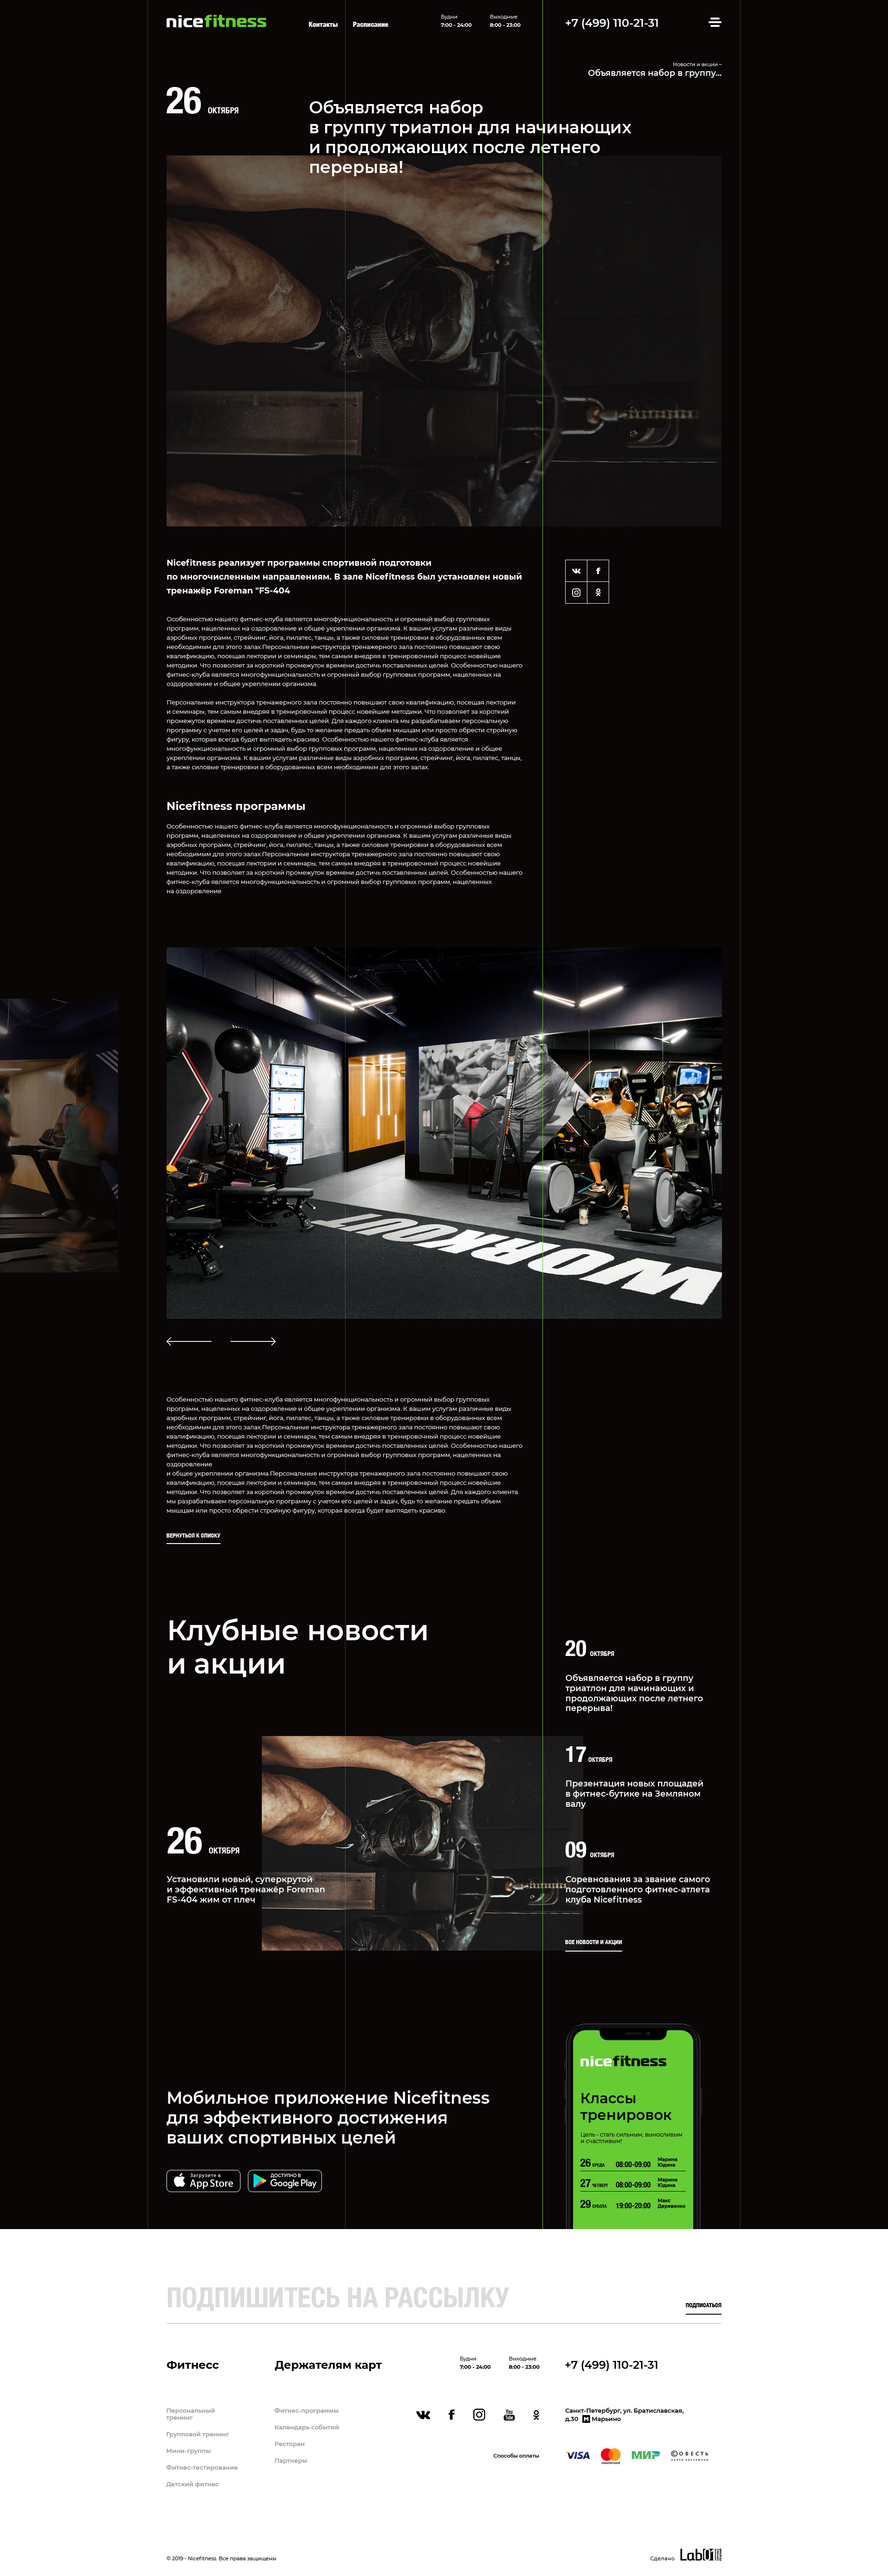 nicefitness
Контакты
Расписание
Будни
7:00 - 24:00
Выходные
8:00 - 23:00
+7 (499) 110-21-31
Новости и акции –
Объявляется набор в группу...
26 ОКТЯБРЯ
Объявляется набор
в группу триатлон для начинающих
и продолжающих после летнего
перерыва!
Nicefitness реализует программы спортивной подготовки
по многочисленным направлениям. В зале Nicefitness был установлен новый
тренажёр Foreman "FS-404
Особенностью нашего фитнес-клуба является многофункциональность и огромный выбор групповых
программ, нацеленных на оздоровление и общее укреплении организма. К вашим услугам различные виды
аэробных программ, стрейчинг, йога, пилатес, танцы, а также силовые тренировки в оборудованных всем
необходимым для этого залах.Персональные инструктора тренажерного зала постоянно повышают свою
квалификацию, посещая лектории и семинары, тем самым внедряя в тренировочный процесс новейшие
методики. Что позволяет за короткий промежуток времени достичь поставленных целей. Особенностью нашего
фитнес-клуба является многофункциональность и огромный выбор групповых программ, нацеленных на
оздоровление и общее укреплении организма.
Персональные инструктора тренажерного зала постоянно повышают свою квалификацию, посещая лектории
и семинары, тем самым внедряя в тренировочный процесс новейшие методики. Что позволяет за короткий
промежуток времени достичь поставленных целей. Для каждого клиента мы разрабатываем персональную
программу с учетом его целей и задач, будь то желание предать объем мышцам или просто обрести стройную
фигуру, которая всегда будет выглядеть красиво. Особенностью нашего фитнес-клуба является
многофункциональность и огромный выбор групповых программ, нацеленных на оздоровление и общее
укреплении организма. К вашим услугам различные виды аэробных программ, стрейчинг, йога, пилатес, танцы,
а также силовые тренировки в оборудованных всем необходимым для этого залах.
Nicefitness программы
Особенностью нашего фитнес-клуба является многофункциональность и огромный выбор групповых
программ, нацеленных на оздоровление и общее укреплении организма. К вашим услугам различные виды
аэробных программ, стрейчинг, йога, пилатес, танцы, а также силовые тренировки в оборудованных всем
необходимым для этого залах.Персональные инструктора тренажерного зала постоянно повышают свою
квалификацию, посещая лектории и семинары, тем самым внедряя в тренировочный процесс новейшие
методики. Что позволяет за короткий промежуток времени достичь поставленных целей. Особенностью нашего
фитнес-клуба является многофункциональность и огромный выбор групповых программ, нацеленных
на оздоровление
WORKOUT
Особенностью нашего фитнес-клуба является многофункциональность и огромный выбор групповых
программ, нацеленных на оздоровление и общее укреплении организма. К вашим услугам различные виды
аэробных программ, стрейчинг, йога, пилатес, танцы, а также силовые тренировки в оборудованных всем
необходимым для этого залах.Персональные инструктора тренажерного зала постоянно повышают свою
квалификацию, посещая лектории и семинары, тем самым внедряя в тренировочный процесс новейшие
методики. Что позволяет за короткий промежуток времени достичь поставленных целей. Особенностью нашего
фитнес-клуба является многофункциональность и огромный выбор групповых программ, нацеленных на
оздоровление
и общее укреплении организма.Персональные инструктора тренажерного зала постоянно повышают свою
квалификацию, посещая лектории и семинары, тем самым внедряя в тренировочный процесс новейшие
методики. Что позволяет за короткий промежуток времени достичь поставленных целей. Для каждого клиента
мы разрабатываем персональную программу с учетом его целей и задач, будь то желание предать объем
мышцам или просто обрести стройную фигуру, которая всегда будет выглядеть красиво.
ВЕРНУТЬСЯ К СПИСКУ
Клубные новости
и акции
26 ОКТЯБРЯ
Установили новый, суперкрутой
и эффективный тренажёр Foreman
FS-404 жим от плеч
20 ОКТЯБРЯ
Объявляется набор в группу
триатлон для начинающих и
продолжающих после летнего
перерыва!
17 ОКТЯБРЯ
Презентация новых площадей
в фитнес-бутике на Земляном
валу
09 ОКТЯБРЯ
Соревнования за звание самого
подготовленного фитнес-атлета
клуба Nicefitness
ВСЕ НОВОСТИ И АКЦИИ
Мобильное приложение Nicefitness
для эффективного достижения
ваших спортивных целей
Загрузите в
App Store
ДОСТУПНО В
Google Play
nicefitness
Классы
тренировок
Цель - стать сильным, выносливым
и счастливым!
26 СРЕДА 08:00-09:00 Марина
Юдина
27 ЧЕТВЕРГ 08:00-09:00 Марина
Юдина
29 СУББОТА 19:00-20:00 Макс
Деревенко
ПОДПИШИТЕСЬ НА РАССЫЛКУ
ПОДПИСАТЬСЯ
Фитнесс
Держателям карт
Будни
7:00 - 24:00
Выходные
8:00 - 23:00
+7 (499) 110-21-31
Персональный
тренинг
Групповой тренинг
Мини-группы
Фитнес-тестирование
Детский фитнес
Фитнес-программы
Календарь событий
Ресторан
Партнеры
You
Tube
Санкт-Петербург, ул. Братиславская,
д.30 М Марьино
Способы оплаты
VISA
mastercard
МИР
СОВЕСТЬ
КАРТА РАССРОЧКИ
© 2019 - Nicefitness. Все права защищены
Сделано